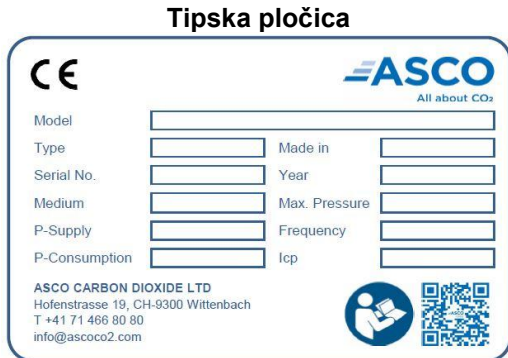 Tipska pločica
CE
ASCO
All about CO₂
Model
Type Made in
Serial No. Year
Medium Max. Pressure
P-Supply Frequency
P-Consumption Icp
ASCO CARBON DIOXIDE LTD
Hofenstrasse 19, CH-9300 Wittenbach
T +41 71 466 80 80
info@ascoco2.com